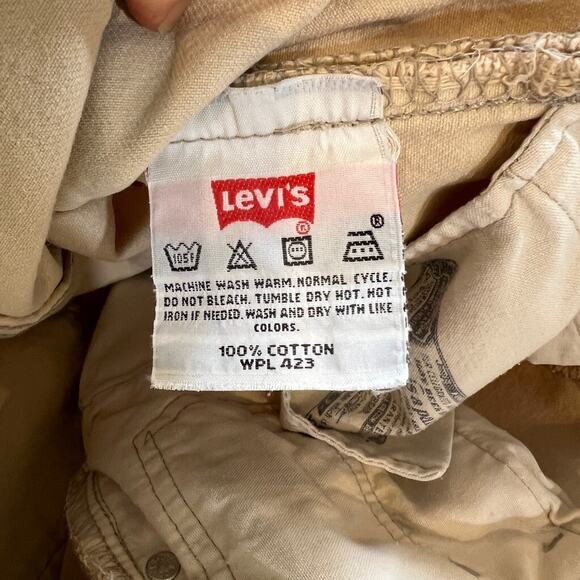 Levi's
®
105F
®
MACHINE WASH WARM.NORMAL CYCLE.
DO NOT BLEACH. TUMBLE DRY HOT. HOT
IRON IF NEEDED. WASH AND DRY WITH LIKE
COLORS.
100% COTTON
WPL 423